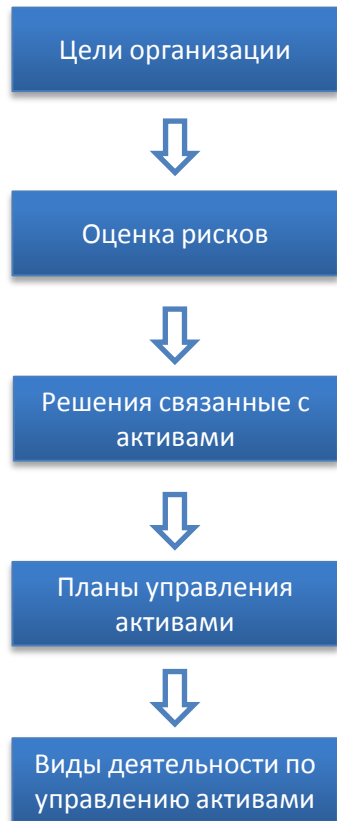 Цели организации
Оценка рисков
Решения связанные с
активами
Планы управления
активами
Виды деятельности по
управлению активами